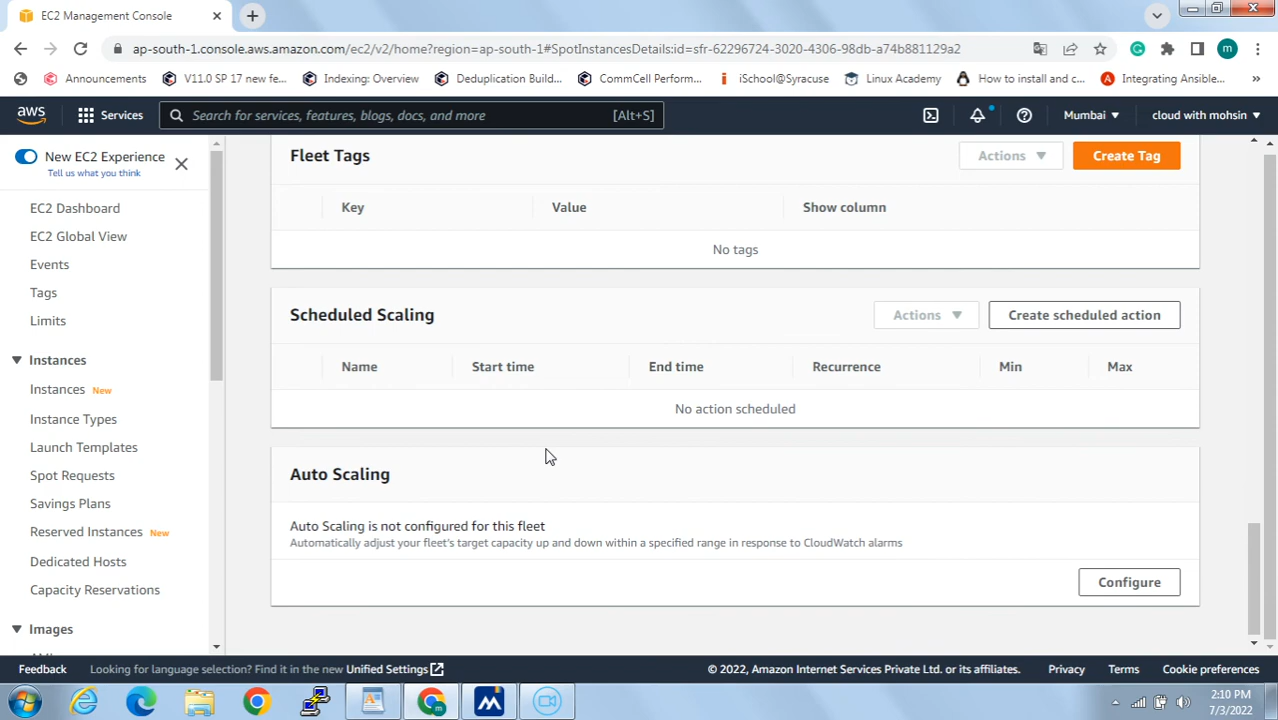 EC2 Management Console
ap-south-1.console.aws.amazon.com/ec2/v2/home?region=ap-south-1#SpotInstancesDetails:id=sfr-62296724-3020-4306-98db-a74b881129a2
m
Announcements
V11.0 SP 17 new fe...
Indexing: Overview
Deduplication Build...
CommCell Perform...
iSchool@Syracuse
Linux Academy
How to install and c...
Integrating Ansible...
»
aws
Services
Search for services, features, blogs, docs, and more
[Alt+S]
Mumbai
cloud with mohsin
New EC2 Experience
Tell us what you think
EC2 Dashboard
EC2 Global View
Events
Tags
Limits
Instances
Instances New
Instance Types
Launch Templates
Spot Requests
Savings Plans
Reserved Instances New
Dedicated Hosts
Capacity Reservations
Images
Fleet Tags
Actions
Create Tag
Key
Value
Show column
No tags
Scheduled Scaling
Actions
Create scheduled action
Name
Start time
End time
Recurrence
Min
Max
No action scheduled
Auto Scaling
Auto Scaling is not configured for this fleet
Automatically adjust your fleet's target capacity up and down within a specified range in response to CloudWatch alarms
Configure
Feedback
Looking for language selection? Find it in the new Unified Settings
© 2022, Amazon Internet Services Private Ltd. or its affiliates.
Privacy
Terms
Cookie preferences
2:10 PM
7/3/2022